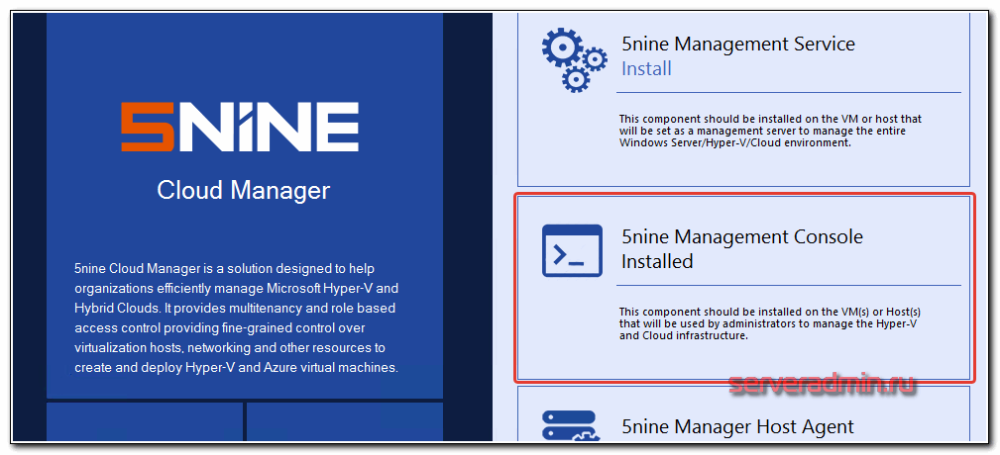 5NINE
Cloud Manager
5nine Cloud Manager is a solution designed to help
organizations efficiently manage Microsoft Hyper-V and
Hybrid Clouds. It provides multitenancy and role based
access control providing fine-grained control over
virtualization hosts, networking and other resources to
create and deploy Hyper-V and Azure virtual machines.
5nine Management Service
Install
This component should be installed on the VM or host that
will be set as a management server to manage the entire
Windows Server/Hyper-V/Cloud environment.
5nine Management Console
Installed
This component should be installed on the VM(s) or Host(s)
that will be used by administrators to manage the Hyper-V
and Cloud infrastructure.
serveradmin.ru
5nine Manager Host Agent